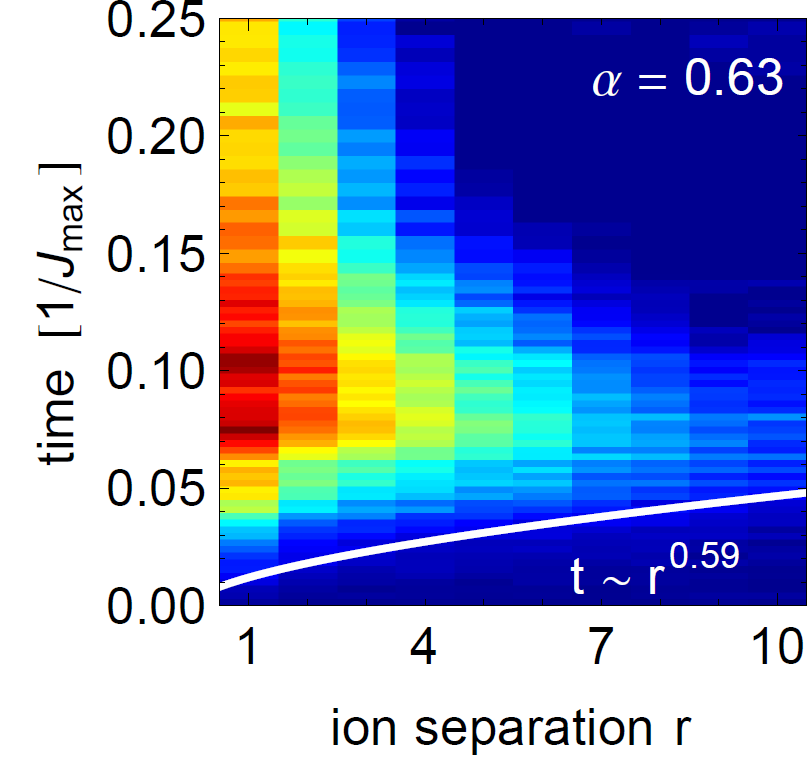 0.25
α = 0.63
0.20
0.15
time [1/Jmax]
0.10
0.05
t ~ r^0.59
0.00
1 4 7 10
ion separation r